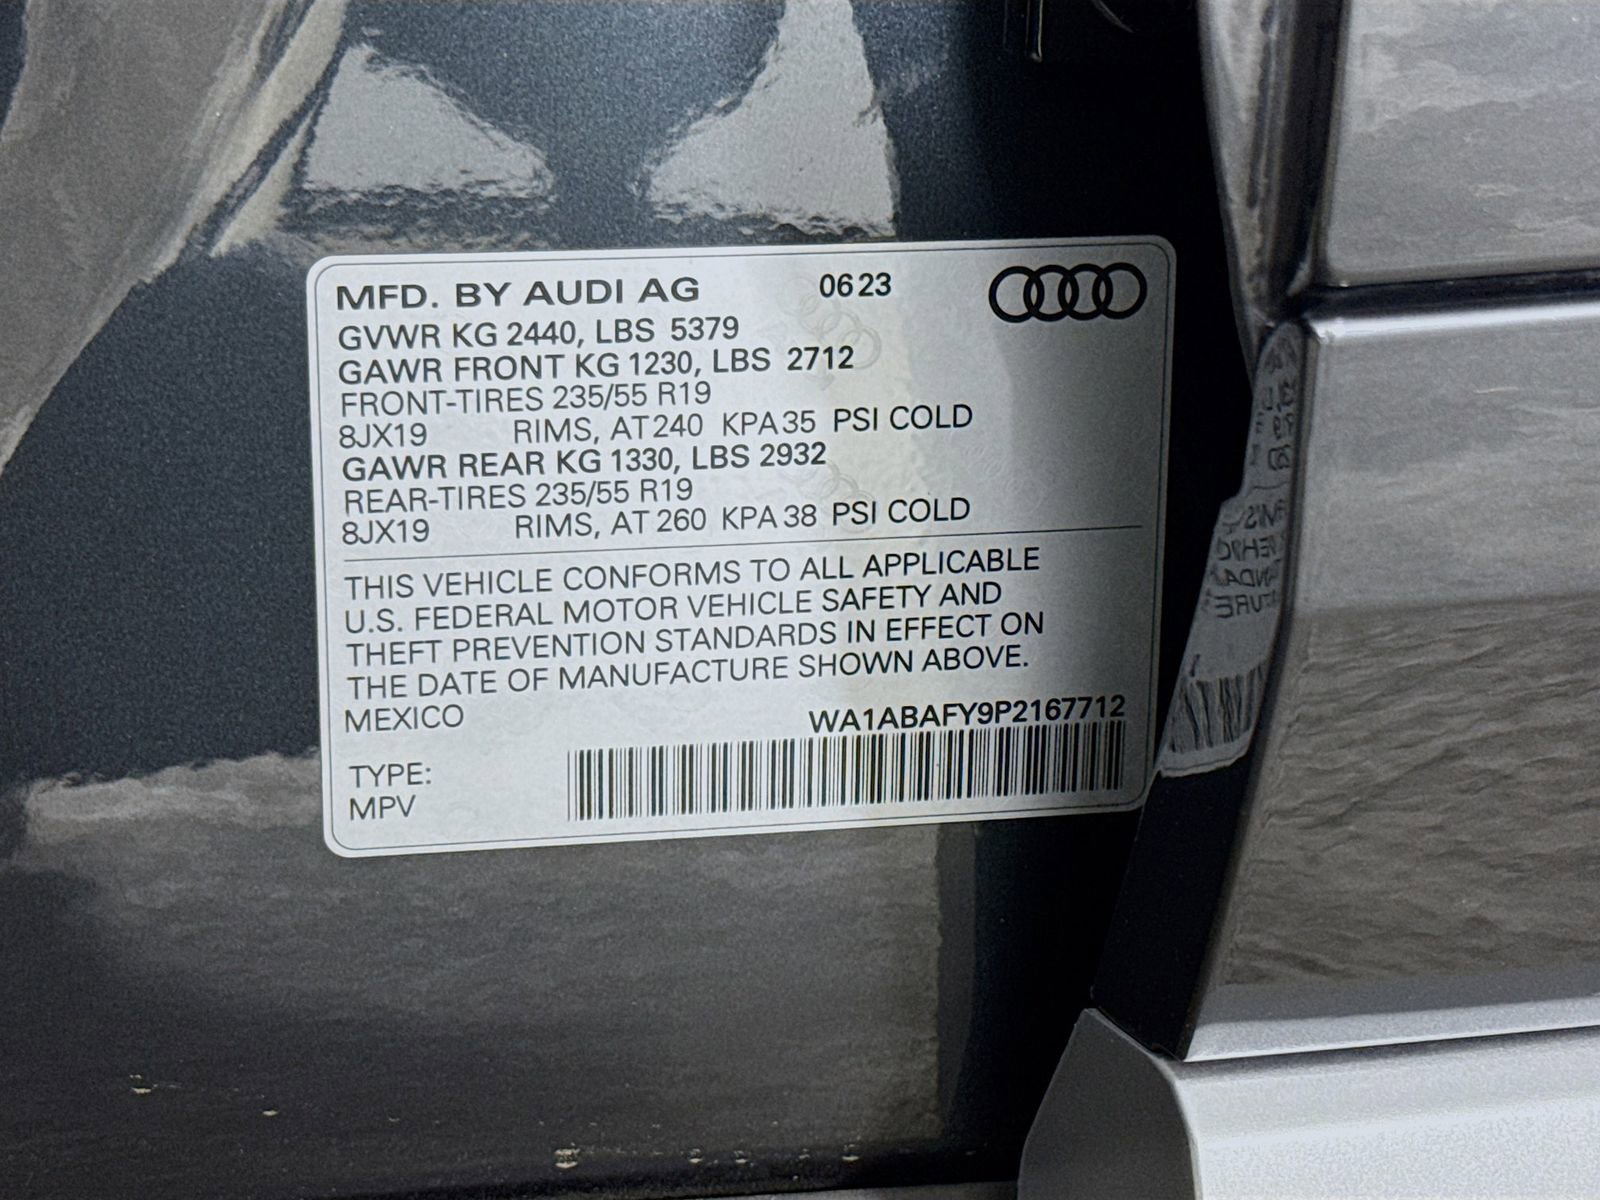 MFD. BY AUDI AG 0623
GVWR KG 2440, LBS 5379
GAWR FRONT KG 1230, LBS 2712
FRONT-TIRES 235/55 R19
8JX19 RIMS, AT 240 KPA 35 PSI COLD
GAWR REAR KG 1330, LBS 2932
REAR-TIRES 235/55 R19
8JX19 RIMS, AT 260 KPA 38 PSI COLD
THIS VEHICLE CONFORMS TO ALL APPLICABLE
U.S. FEDERAL MOTOR VEHICLE SAFETY AND
THEFT PREVENTION STANDARDS IN EFFECT ON
THE DATE OF MANUFACTURE SHOWN ABOVE.
MEXICO WA1ABAFY9P2167712
TYPE:
MPV